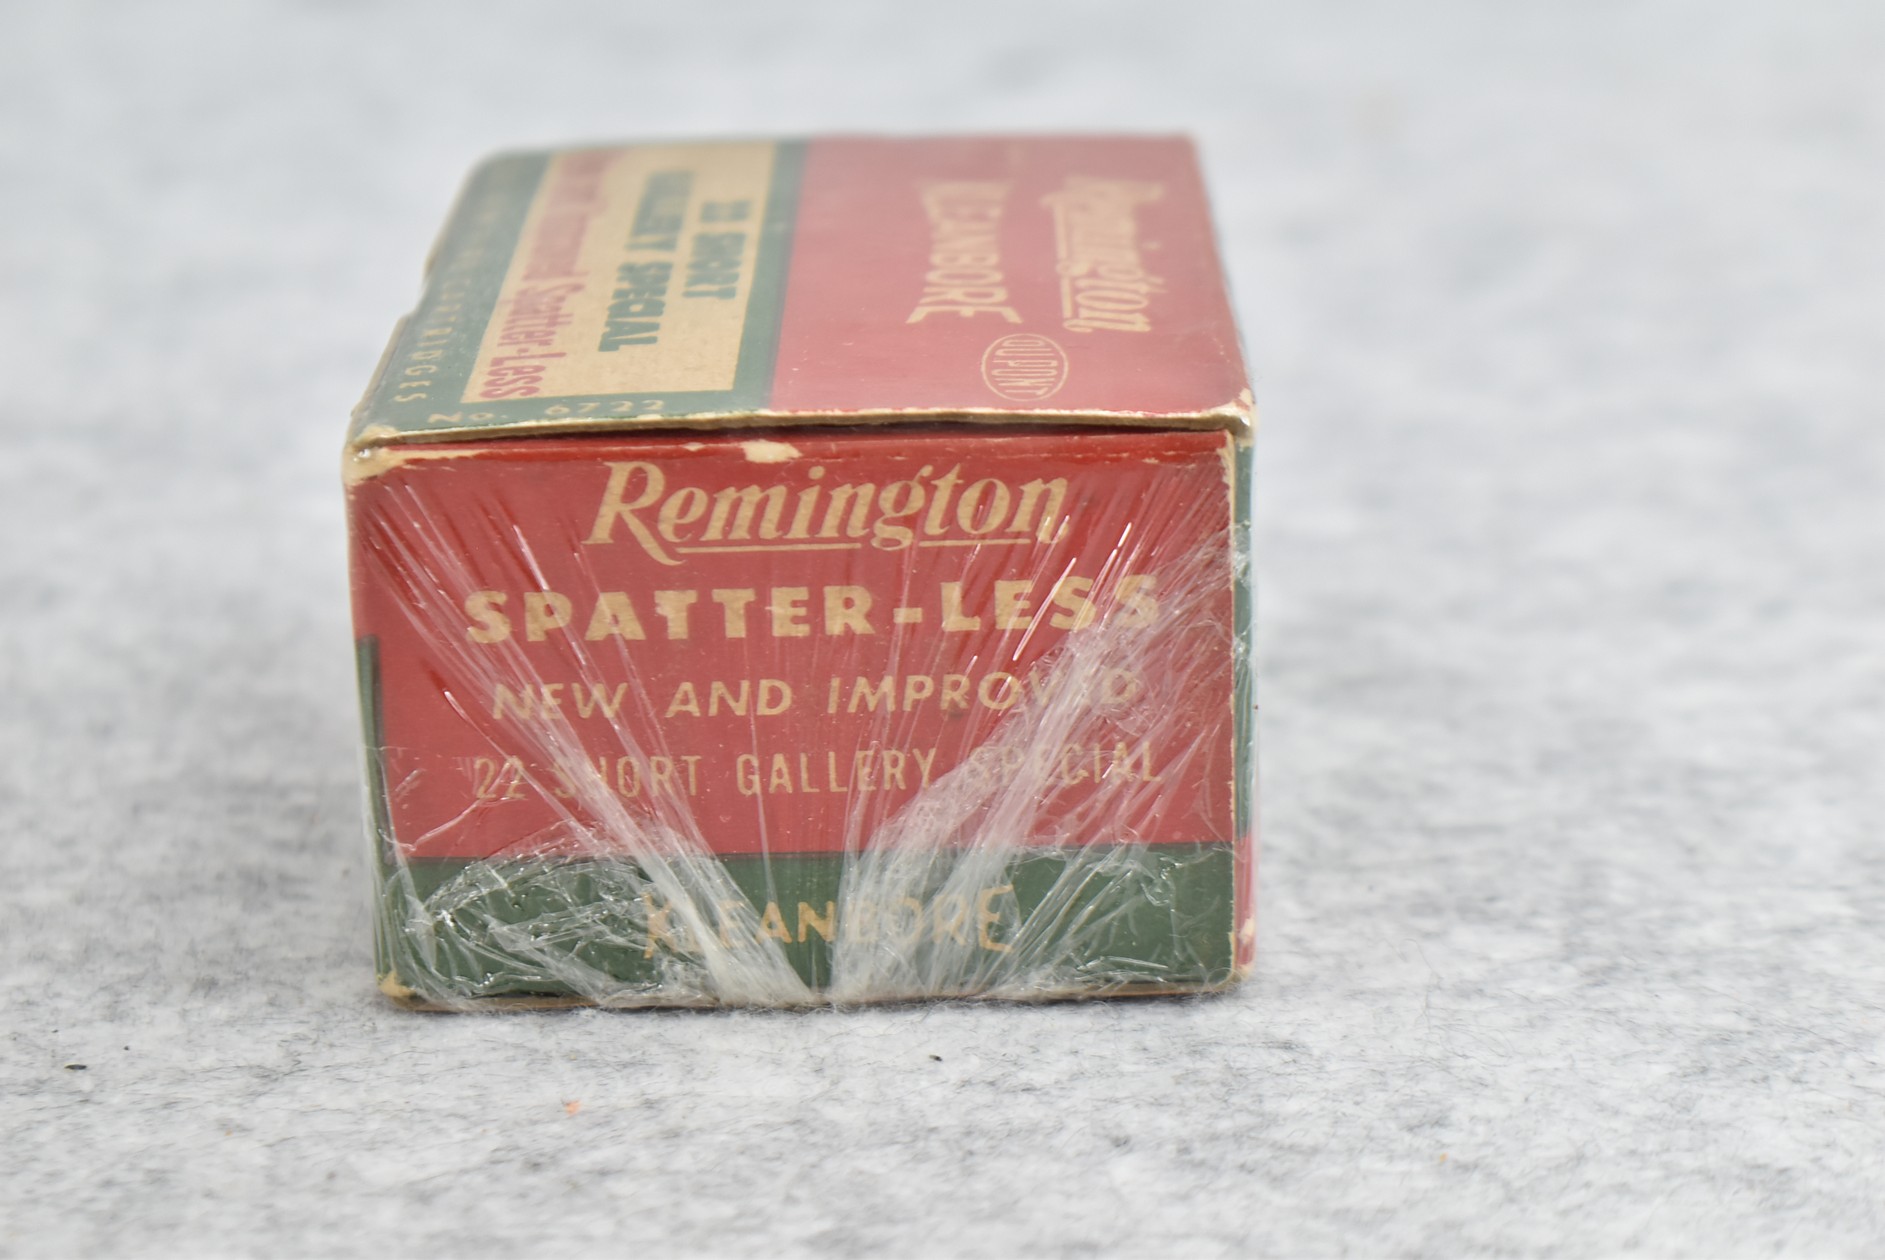 Remington
KLEANBORE
DUPONT
22 SHORT
GALLERY SPECIAL
Spatter-Less
CARTRIDGES
No. 6722
Remington
SPATTER-LESS
NEW AND IMPROVED
22 SHORT GALLERY SPECIAL
KLEANBORE